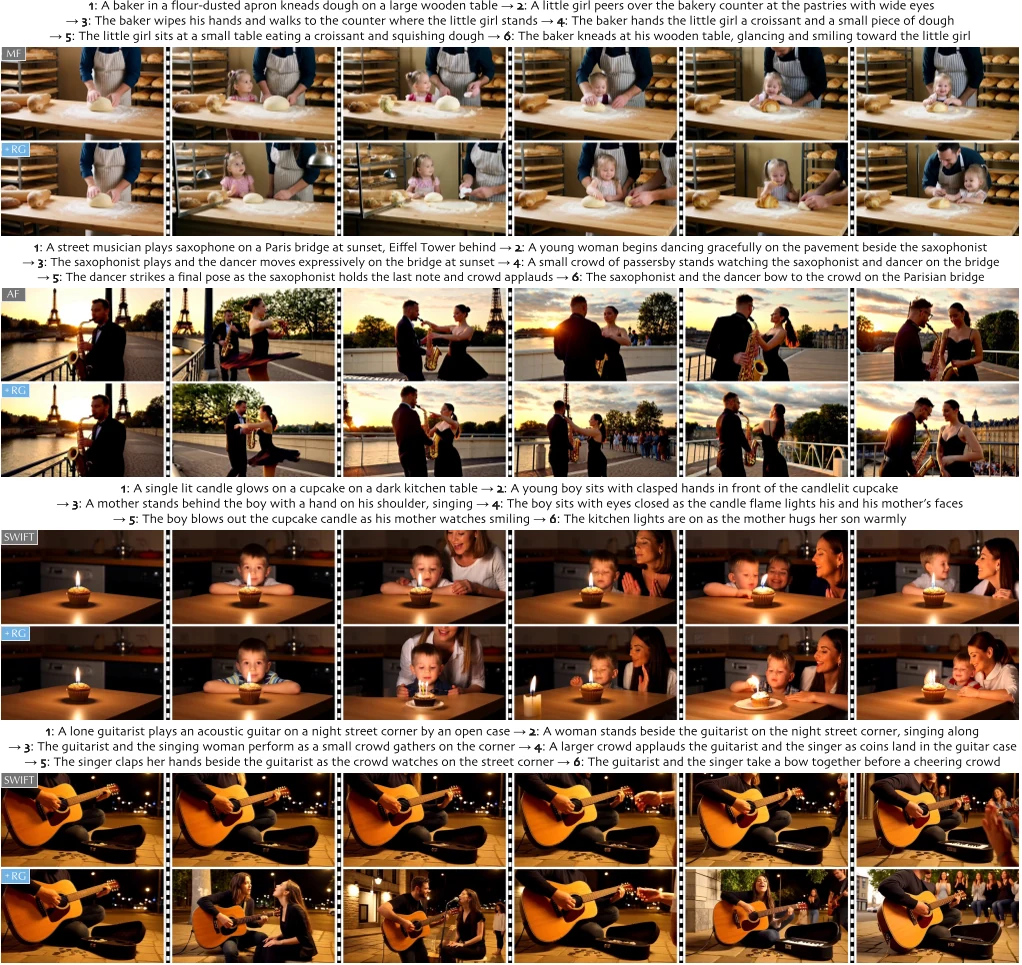 1: A baker in a flour-dusted apron kneads dough on a large wooden table → 2: A little girl peers over the bakery counter at the pastries with wide eyes
→ 3: The baker wipes his hands and walks to the counter where the little girl stands → 4: The baker hands the little girl a croissant and a small piece of dough
→ 5: The little girl sits at a small table eating a croissant and squishing dough → 6: The baker kneads at his wooden table, glancing and smiling toward the little girl
MF
+RG
1: A street musician plays saxophone on a Paris bridge at sunset, Eiffel Tower behind → 2: A young woman begins dancing gracefully on the pavement beside the saxophonist
→ 3: The saxophonist plays and the dancer moves expressively on the bridge at sunset → 4: A small crowd of passersby stands watching the saxophonist and dancer on the bridge
→ 5: The dancer strikes a final pose as the saxophonist holds the last note and crowd applauds → 6: The saxophonist and the dancer bow to the crowd on the Parisian bridge
AF
+RG
1: A single lit candle glows on a cupcake on a dark kitchen table → 2: A young boy sits with clasped hands in front of the candlelit cupcake
→ 3: A mother stands behind the boy with a hand on his shoulder, singing → 4: The boy sits with eyes closed as the candle flame lights his and his mother's faces
→ 5: The boy blows out the cupcake candle as his mother watches smiling → 6: The kitchen lights are on as the mother hugs her son warmly
SWIFT
+RG
1: A lone guitarist plays an acoustic guitar on a night street corner by an open case → 2: A woman stands beside the guitarist on the night street corner, singing along
→ 3: The guitarist and the singing woman perform as a small crowd gathers on the corner → 4: A larger crowd applauds the guitarist and the singer as coins land in the guitar case
→ 5: The singer claps her hands beside the guitarist as the crowd watches on the street corner → 6: The guitarist and the singer take a bow together before a cheering crowd
SWIFT
+RG